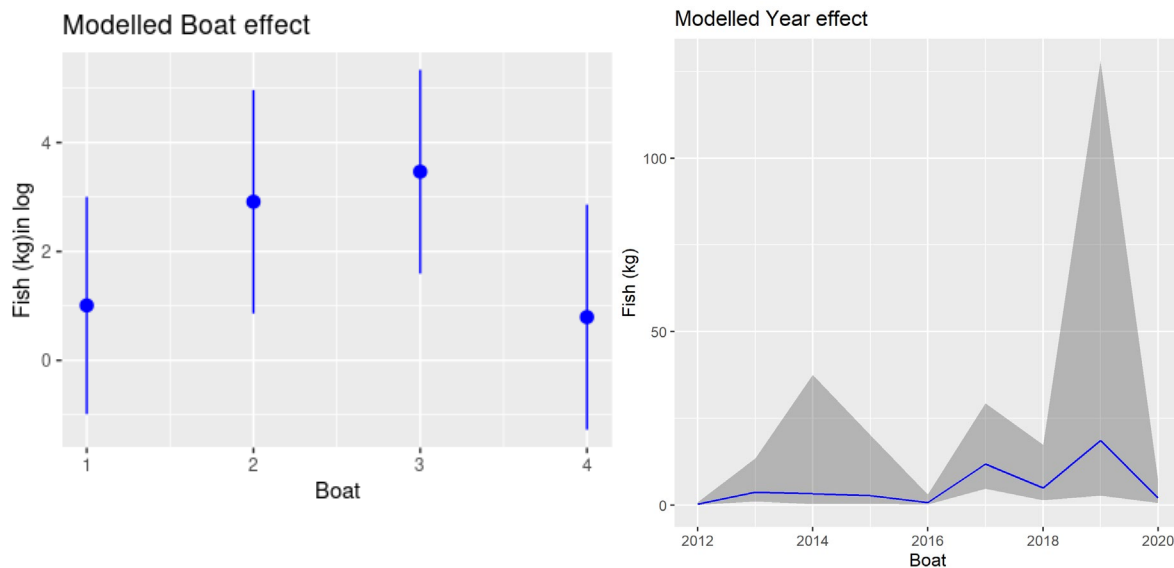 Modelled Boat effect
Fish (kg)in log
4
2
0
1 2 3 4
Boat
Modelled Year effect
Fish (kg)
100
50
0
2012 2014 2016 2018 2020
Boat